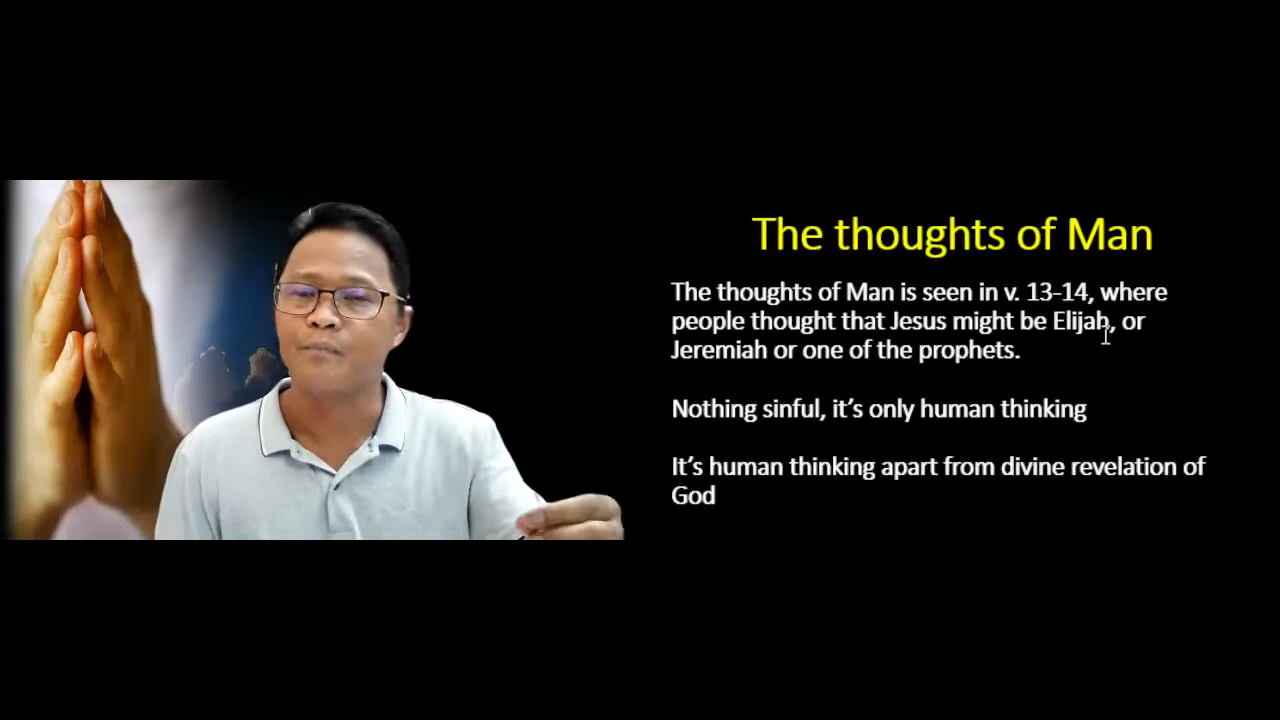 The thoughts of Man
The thoughts of Man is seen in v. 13-14, where
people thought that Jesus might be Elijah, or
Jeremiah or one of the prophets.
Nothing sinful, it's only human thinking
It's human thinking apart from divine revelation of
God